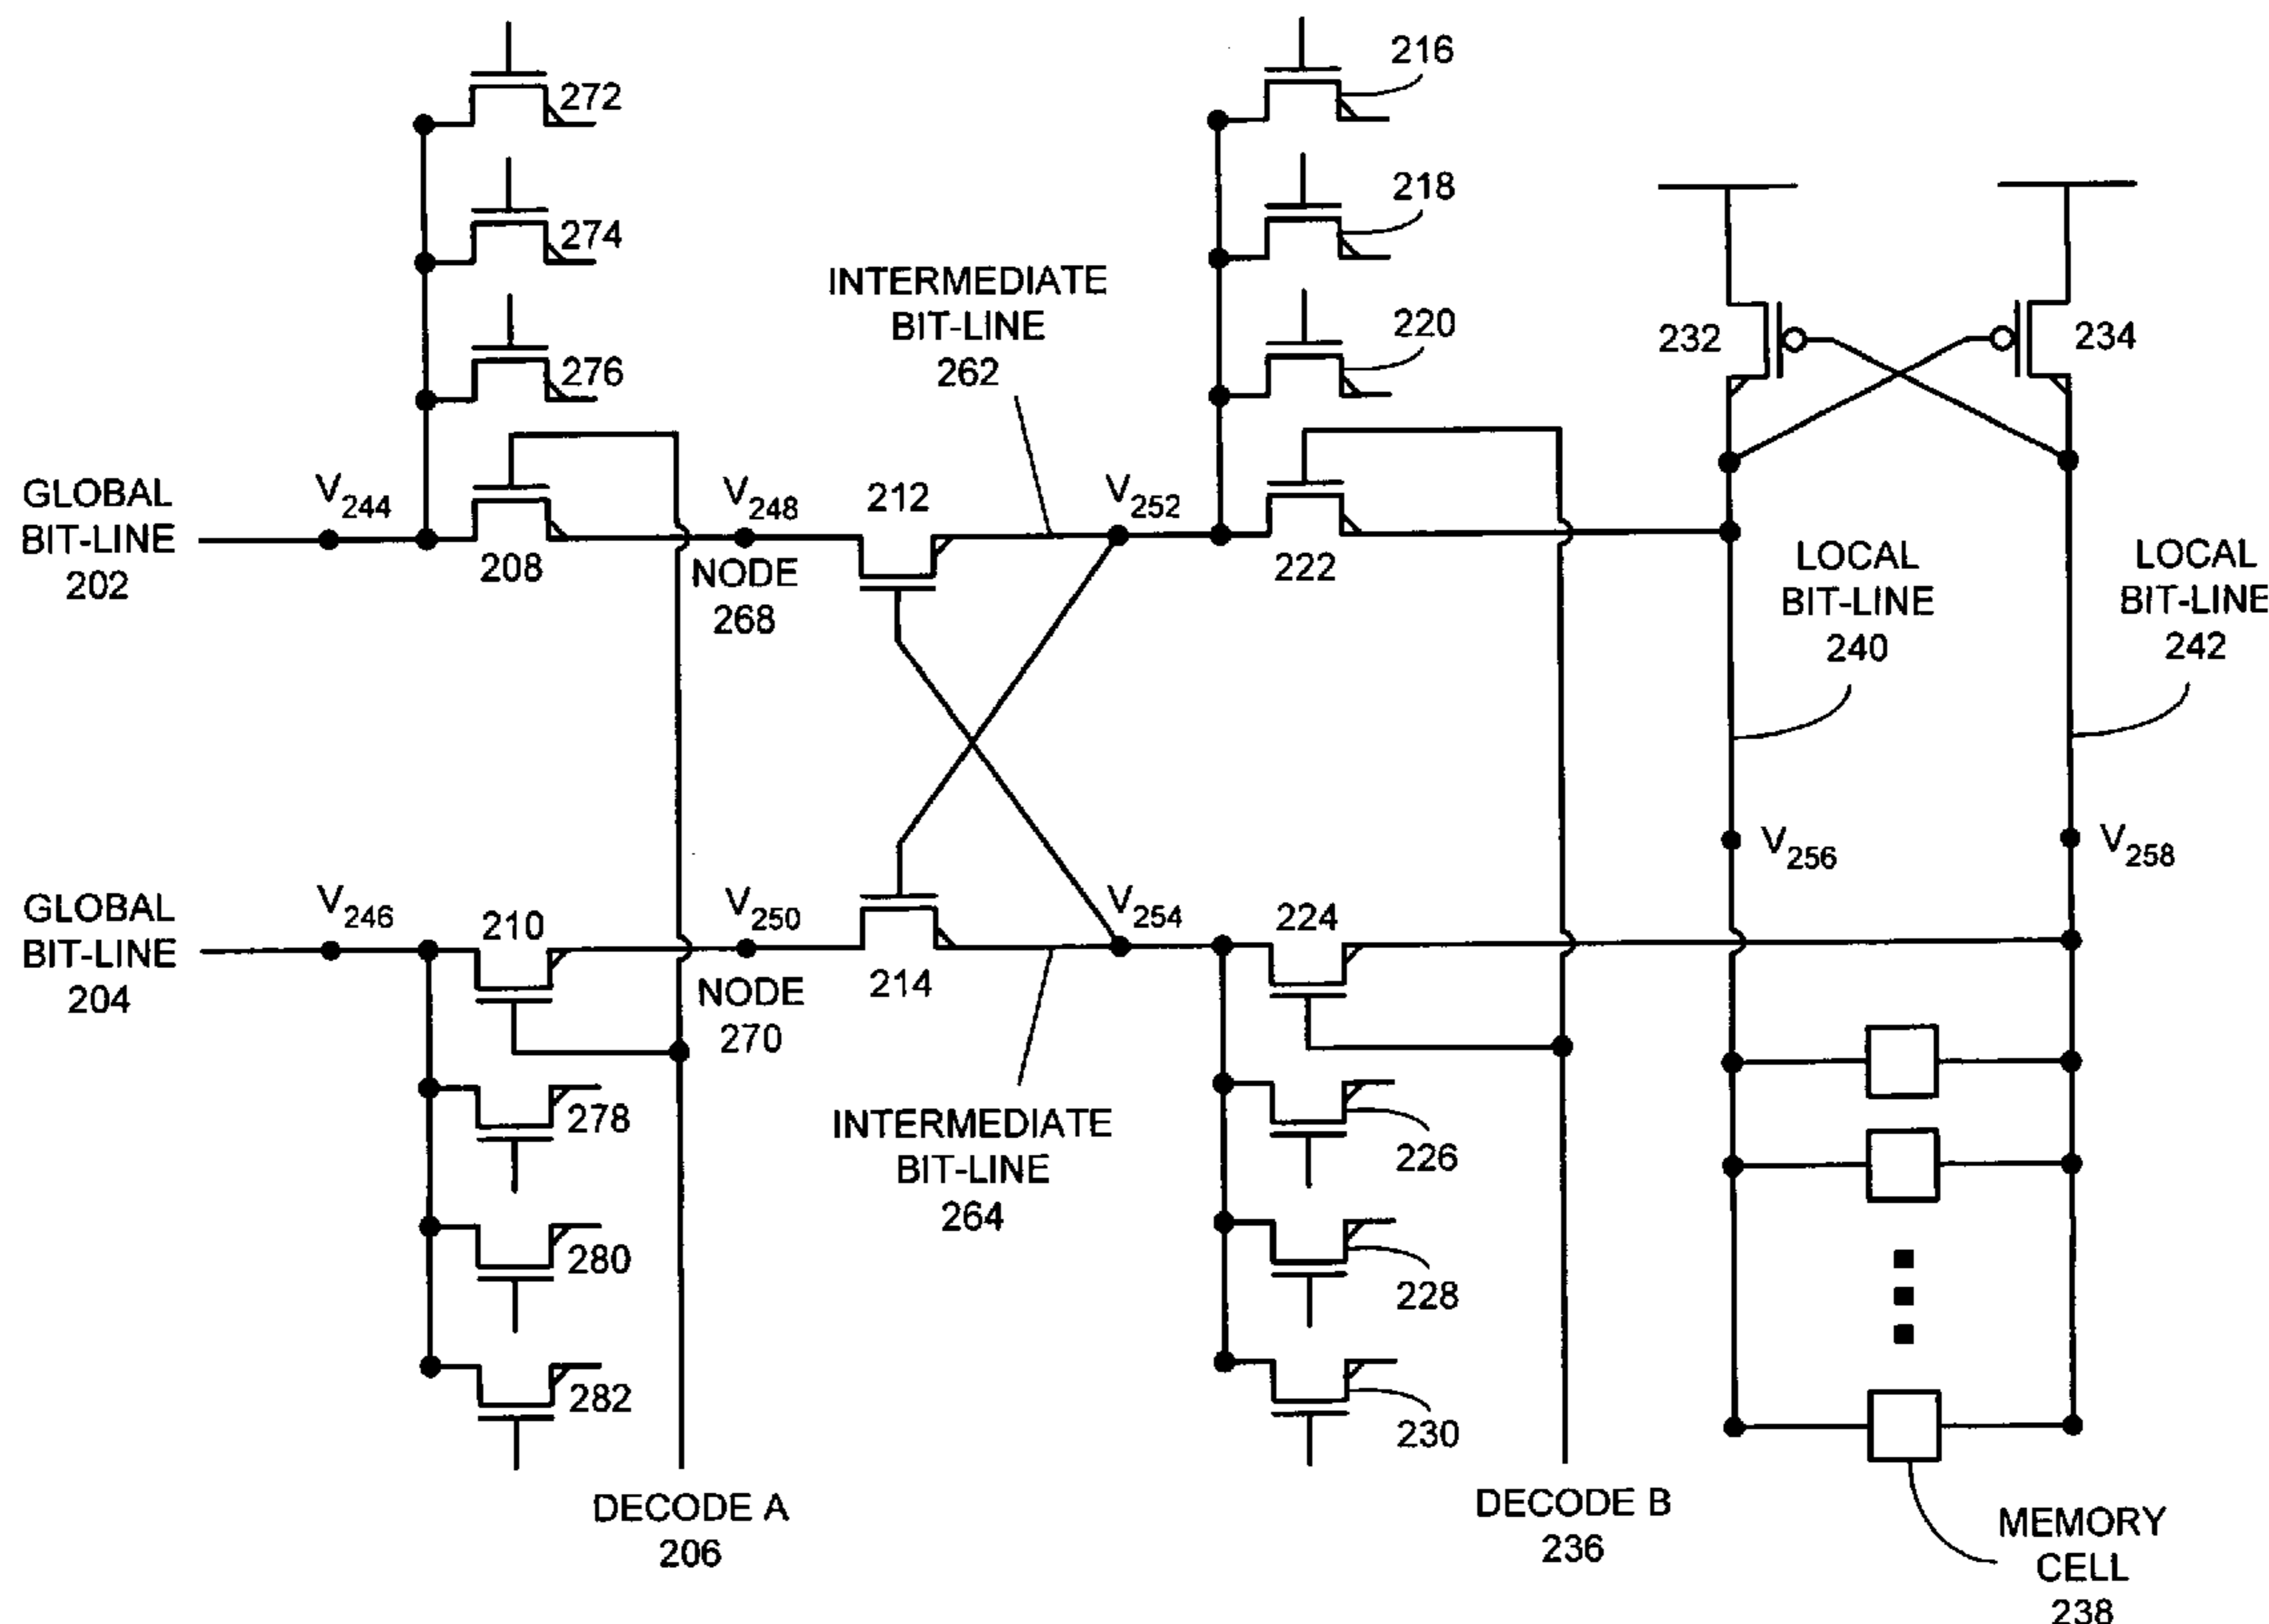 272
216
274
218
276
INTERMEDIATE
BIT-LINE
262
220
232
234
GLOBAL
BIT-LINE
202
V244
208
V248
NODE
268
212
V252
222
LOCAL
BIT-LINE
240
LOCAL
BIT-LINE
242
V256
V258
GLOBAL
BIT-LINE
204
V246
210
V250
NODE
270
214
V254
224
278
INTERMEDIATE
BIT-LINE
264
226
280
228
282
230
DECODE A
206
DECODE B
236
MEMORY
CELL
238